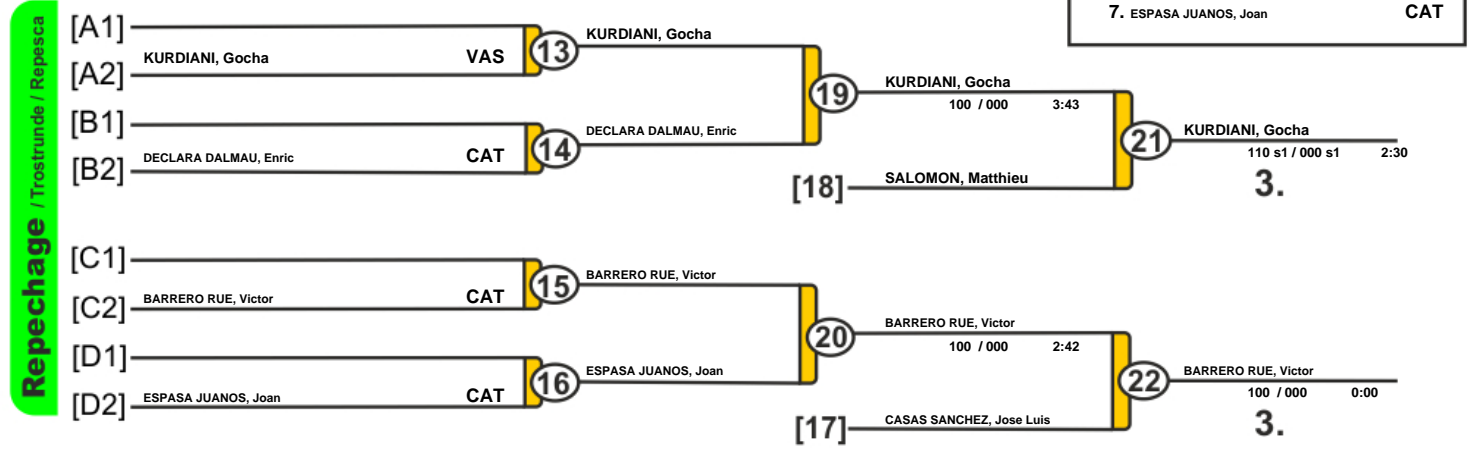 7. ESPASA JUANOS, Joan CAT
Repechage / Trostrunde / Repesca
[A1]
KURDIANI, Gocha VAS
[A2]
13
KURDIANI, Gocha
[B1]
DECLARA DALMAU, Enric CAT
[B2]
14
DECLARA DALMAU, Enric
19
KURDIANI, Gocha
100 / 000 3:43
[18]
SALOMON, Matthieu
21
KURDIANI, Gocha
110 s1 / 000 s1 2:30
3.
[C1]
BARRERO RUE, Victor CAT
[C2]
15
BARRERO RUE, Victor
[D1]
ESPASA JUANOS, Joan CAT
[D2]
16
ESPASA JUANOS, Joan
20
BARRERO RUE, Victor
100 / 000 2:42
[17]
CASAS SANCHEZ, Jose Luis
22
BARRERO RUE, Victor
100 / 000 0:00
3.